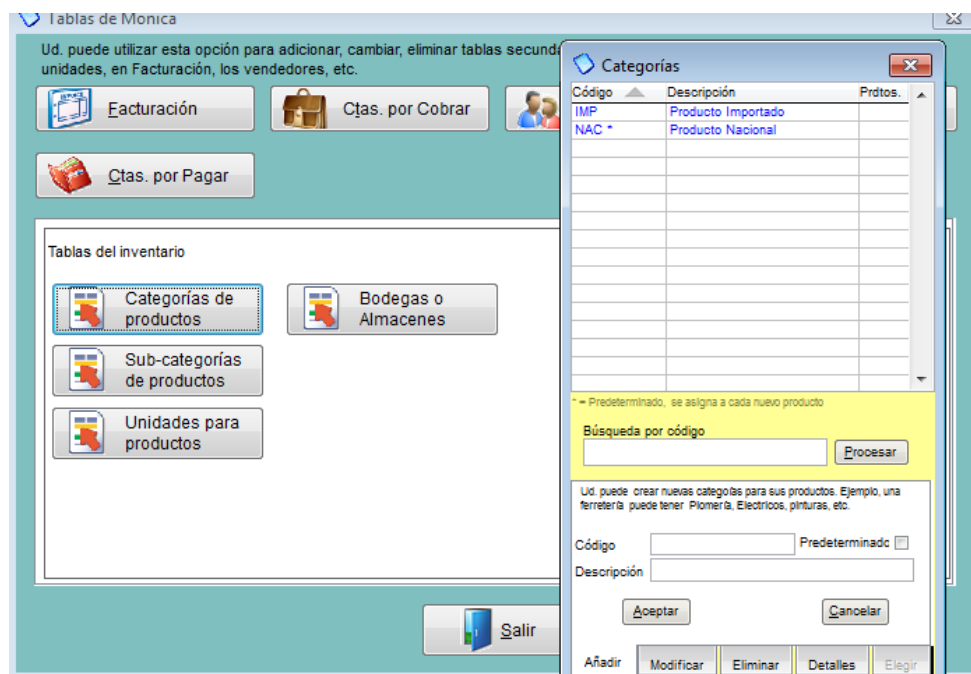 Tablas de Monica
Ud. puede utilizar esta opción para adicionar, cambiar, eliminar tablas
unidades, en Facturación, los vendedores, etc.
Facturación
Ctas. por Cobrar
Ctas. por Pagar
Tablas del inventario
Categorías de
productos
Bodegas o
Almacenes
Sub-categorías
de productos
Unidades para
productos
Salir
Categorías
Código Descripción Prdtos.
IMP Producto Importado
NAC * Producto Nacional
* = Predeterminado, se asigna a cada nuevo producto
Búsqueda por código
Procesar
Ud. puede crear nuevas categoías para sus productos. Ejemplo, una
ferretería puede tener Plomería, Electricos, pinturas, etc.
Código Predeterminadc
Descripción
Aceptar Cancelar
Añadir Modificar Eliminar Detalles Elegir